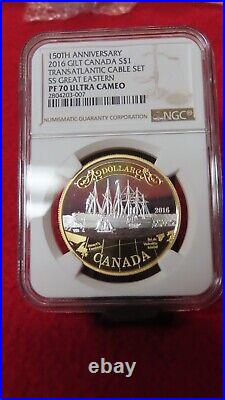 150TH ANNIVERSARY
2016 GILT CANADA S$1
TRANSATLANTIC CABLE SET
SS GREAT EASTERN
PF 70 ULTRA CAMEO
2804203-007
NUMISMATIC GUARANTY CORPORATION
NGC
DOLLAR
2016
CANADA